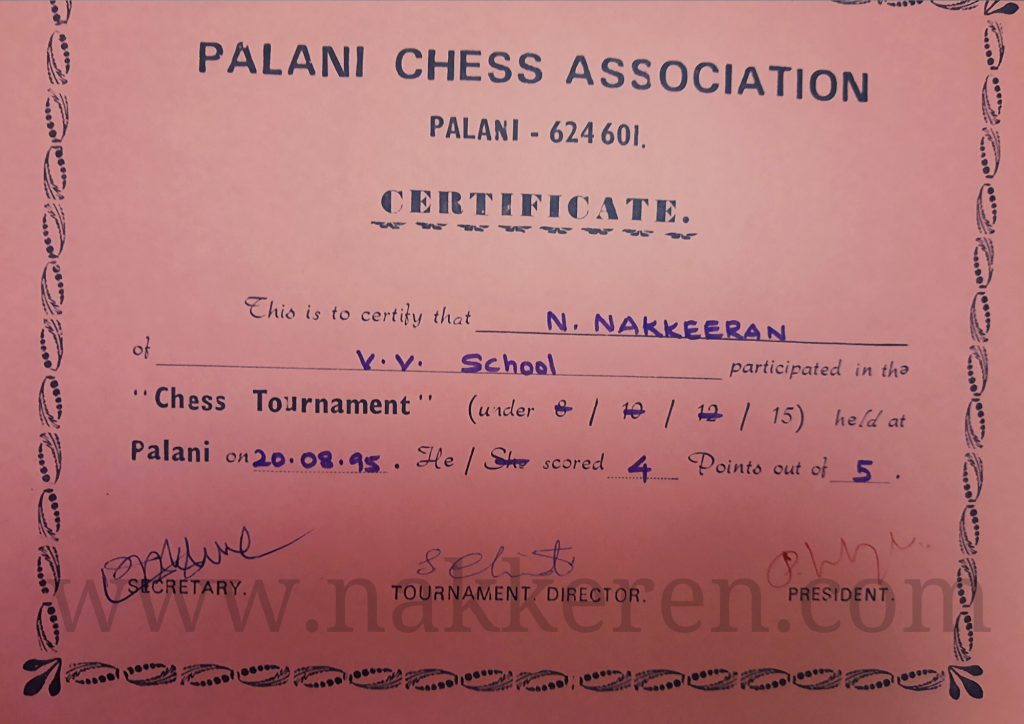 PALANI CHESS ASSOCIATION
PALANI - 624 601.
CERTIFICATE.
This is to certify that N. NAKKEERAN
of V.V. School participated in the
"Chess Tournament" (under 8 / 10 / 12 / 15) held at
Palani on 20.08.95. He / She scored 4 Points out of 5.
SECRETARY. TOURNAMENT DIRECTOR. PRESIDENT.
www.nakkeren.com